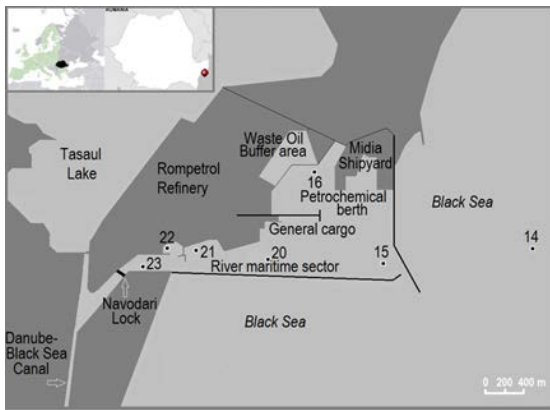 ROMANIA
Waste Oil
Buffer area
Midia
Shipyard
Tasaul
Lake
Rompetrol
Refinery
16
Petrochemical
berth
Black Sea
General cargo
22
21
20
15
14
23
River maritime sector
Navodari
Lock
Black Sea
Danube-
Black Sea
Canal
0 200 400 m